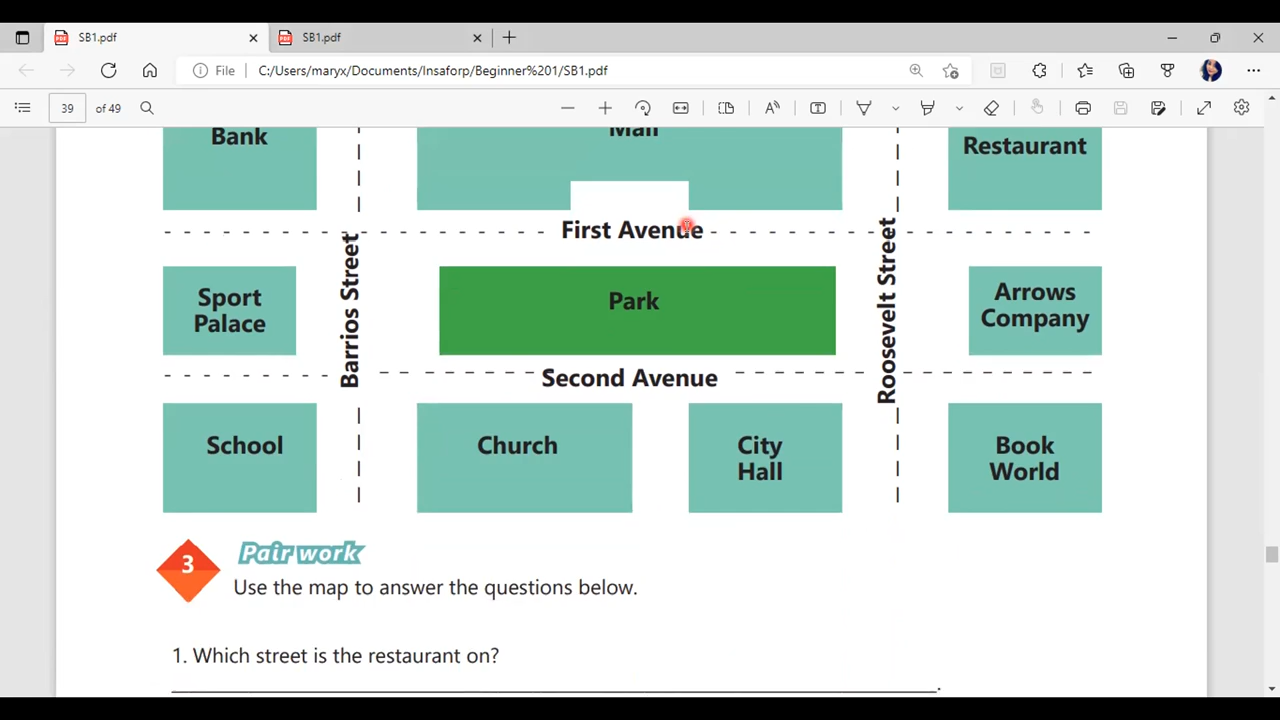 SB1.pdf
SB1.pdf
File
C:/Users/maryx/Documents/Insaforp/Beginner%201/SB1.pdf
39 of 49
Bank
Mall
Restaurant
First Avenue
Barrios Street
Roosevelt Street
Sport
Palace
Park
Arrows
Company
Second Avenue
School
Church
City
Hall
Book
World
3
Pair work
Use the map to answer the questions below.
1. Which street is the restaurant on?